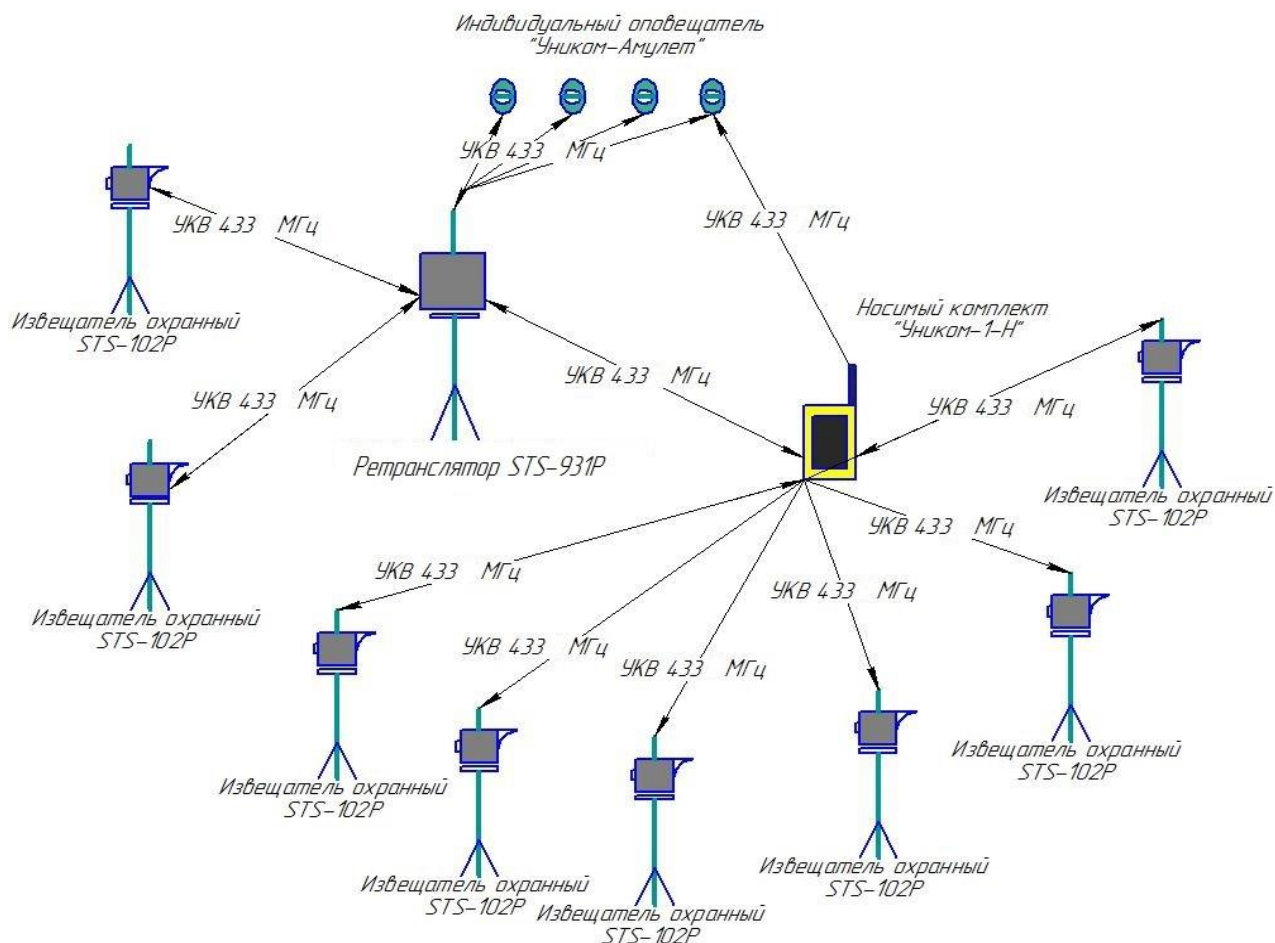 Индивидуальный оповещатель
"Уником-Амулет"
УКВ 433 МГц
УКВ 433 МГц
УКВ 433 МГц
Извещатель охранный
STS-102Р
Носимый комплект
"Уником-1-Н"
УКВ 433 МГц
УКВ 433 МГц
УКВ 433 МГц
Ретранслятор STS-931Р
Извещатель охранный
STS-102Р
УКВ 433 МГц
УКВ 433 МГц
Извещатель охранный
STS-102Р
УКВ 433 МГц
УКВ 433 МГц
УКВ 433 МГц
УКВ 433 МГц
Извещатель охранный
STS-102Р
Извещатель охранный
STS-102Р
Извещатель охранный
STS-102Р
Извещатель охранный
STS-102Р
Извещатель охранный
STS-102Р